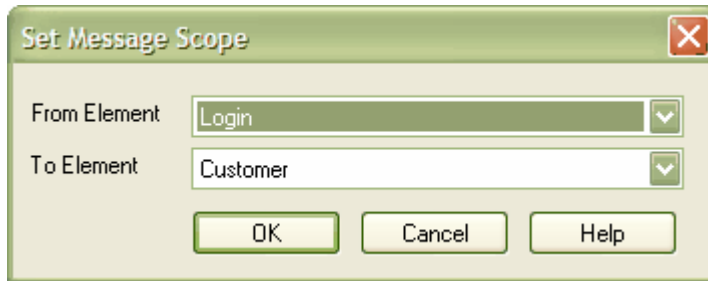 Set Message Scope
From Element Login
To Element Customer
OK Cancel Help